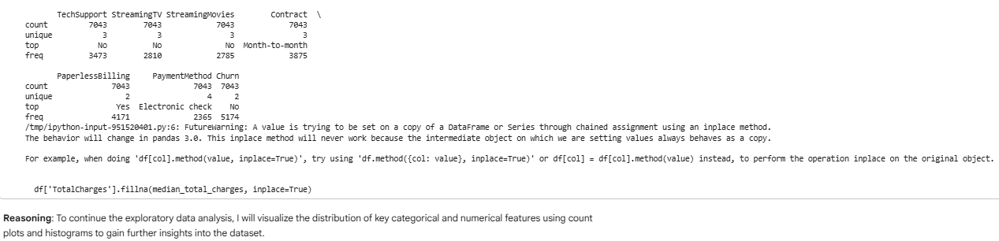 TechSupport StreamingTV StreamingMovies Contract \
count 7043 7043 7043 7043
unique 3 3 3 3
top No No No Month-to-month
freq 3473 2810 2785 3875
PaperlessBilling PaymentMethod Churn
count 7043 7043 7043
unique 2 4 2
top Yes Electronic check No
freq 4171 2365 5174
/tmp/ipython-input-951520401.py:6: FutureWarning: A value is trying to be set on a copy of a DataFrame or Series through chained assignment using an inplace method.
The behavior will change in pandas 3.0. This inplace method will never work because the intermediate object on which we are setting values always behaves as a copy.
For example, when doing 'df[col].method(value, inplace=True)', try using 'df.method({col: value}, inplace=True)' or df[col] = df[col].method(value) instead, to perform the operation inplace on the original object.
df['TotalCharges'].fillna(median_total_charges, inplace=True)
Reasoning: To continue the exploratory data analysis, I will visualize the distribution of key categorical and numerical features using count
plots and histograms to gain further insights into the dataset.